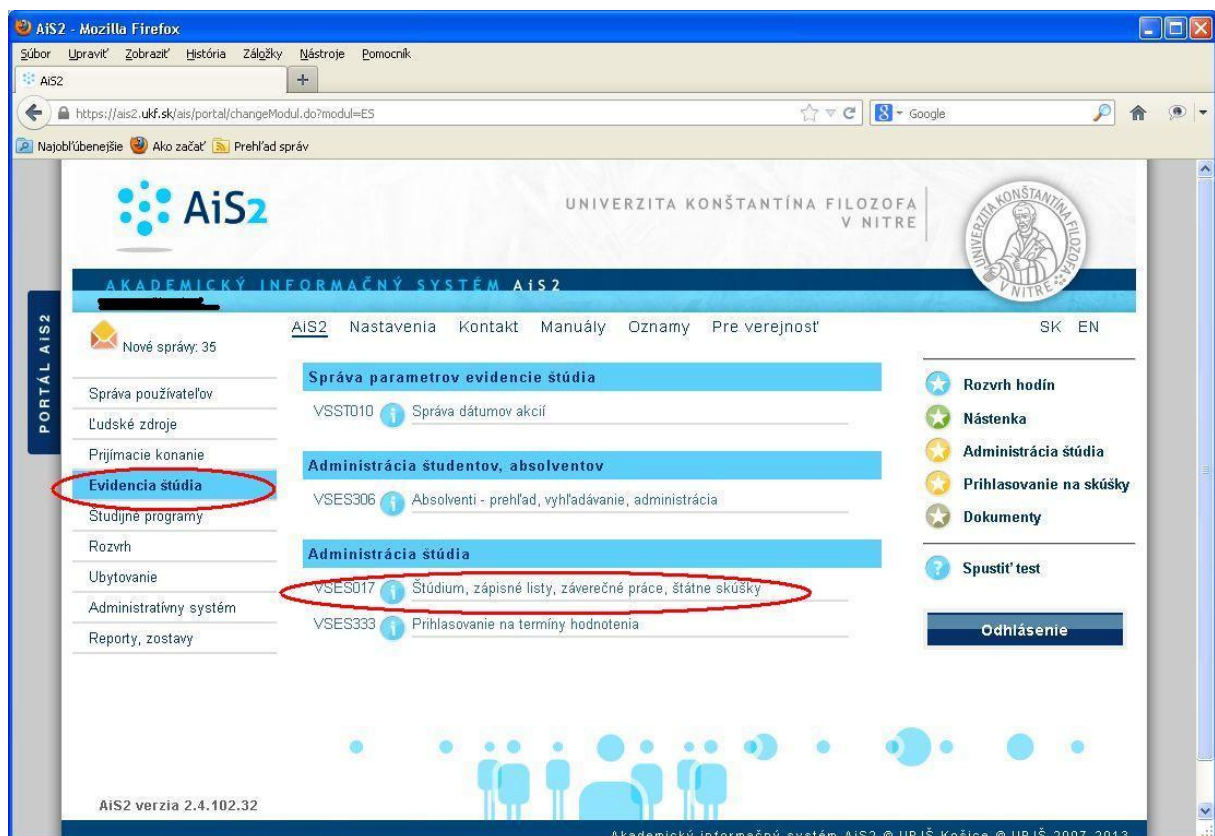 AiS2 - Mozilla Firefox
Súbor Upraviť Zobraziť História Záložky Nástroje Pomocník
AiS2
https://ais2.ukf.sk/ais/portal/changeModul.do?modul=ES
Google
Najobľúbenejšie Ako začať Prehľad správ
AiS2
UNIVERZITA KONŠTANTÍNA FILOZOFA
V NITRE
UNIVERZITA KONŠTANTÍNA FILOZOFA
V NITRE
AKADEMICKÝ INFORMAČNÝ SYSTÉM AiS2
PORTÁL AiS2
Nové správy: 35
AiS2 Nastavenia Kontakt Manuály Oznamy Pre verejnosť
SK EN
Správa používateľov
Ľudské zdroje
Prijímacie konanie
Evidencia štúdia
Študijné programy
Rozvrh
Ubytovanie
Administratívny systém
Reporty, zostavy
Správa parametrov evidencie štúdia
VSST010 Správa dátumov akcií
Administrácia študentov, absolventov
VSES306 Absolventi - prehľad, vyhľadávanie, administrácia
Administrácia štúdia
VSES017 Štúdium, zápisné listy, záverečné práce, štátne skúšky
VSES333 Prihlasovanie na termíny hodnotenia
Rozvrh hodín
Nástenka
Administrácia štúdia
Prihlasovanie na skúšky
Dokumenty
Spustiť test
Odhlásenie
AiS2 verzia 2.4.102.32
Akademický informačný systém AiS2 © UPJŠ Košice © UPJŠ 2007-2013